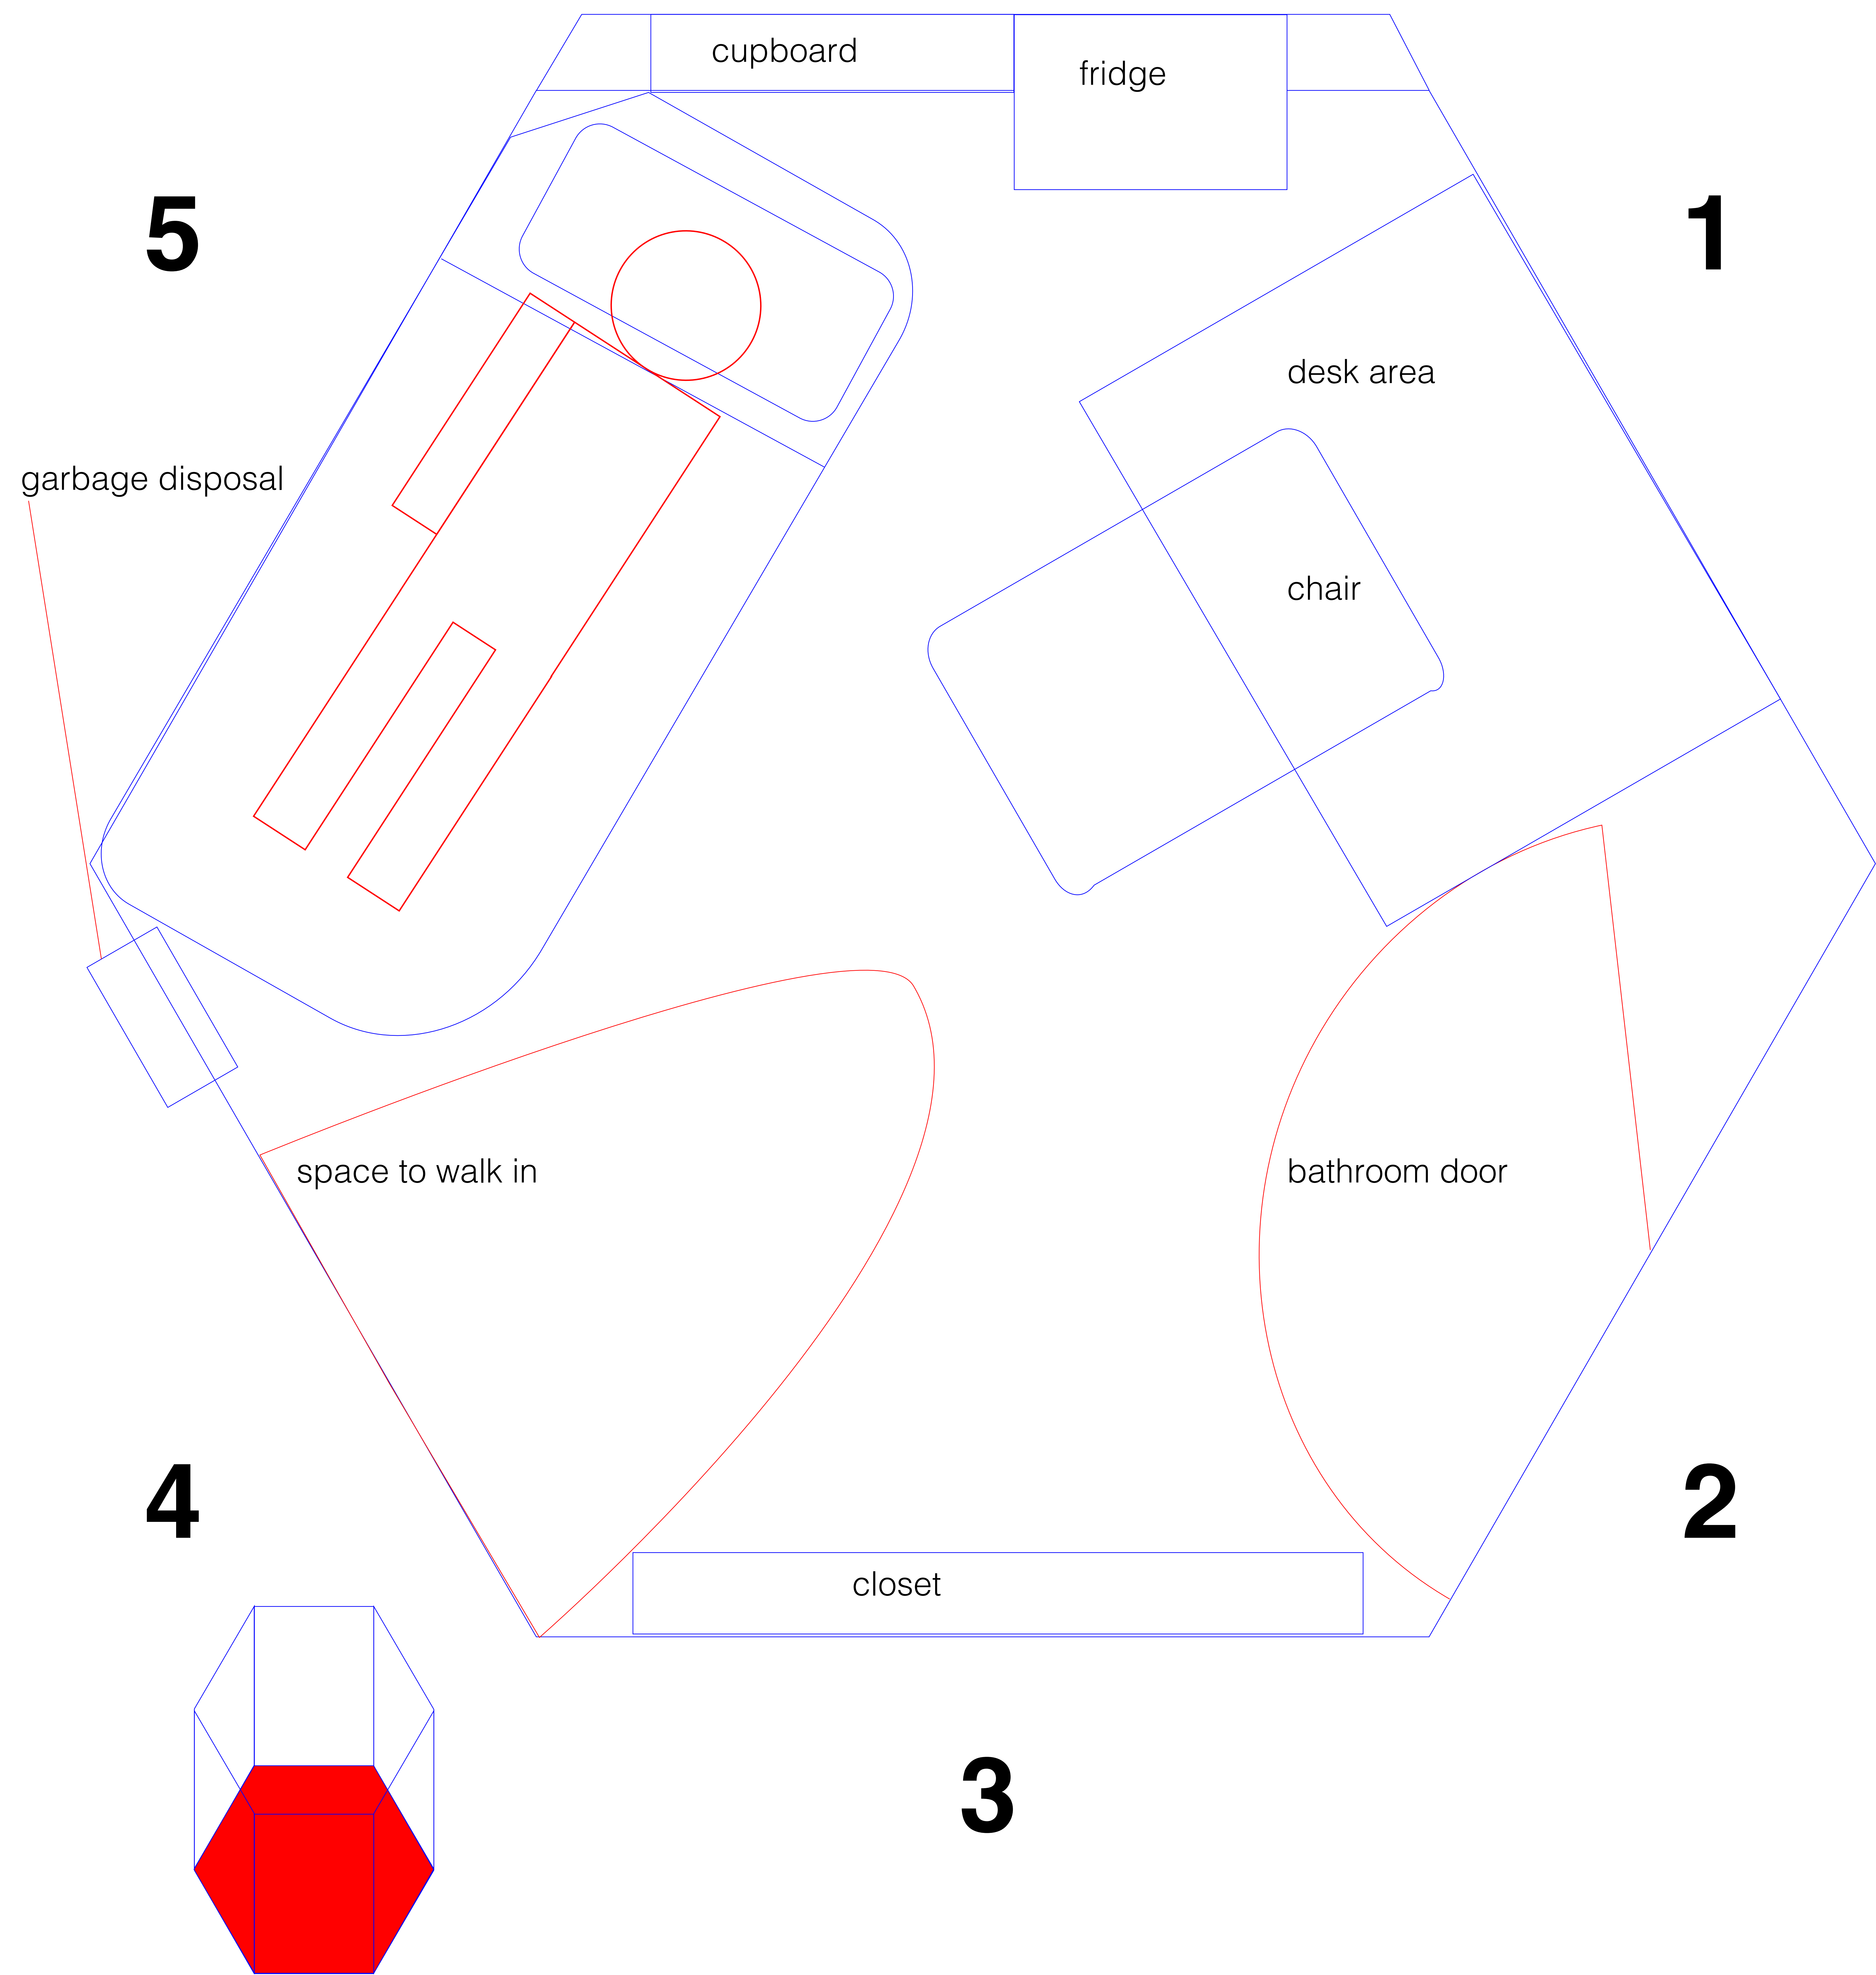 cupboard
fridge
5
1
desk area
garbage disposal
chair
space to walk in
bathroom door
4
2
closet
3